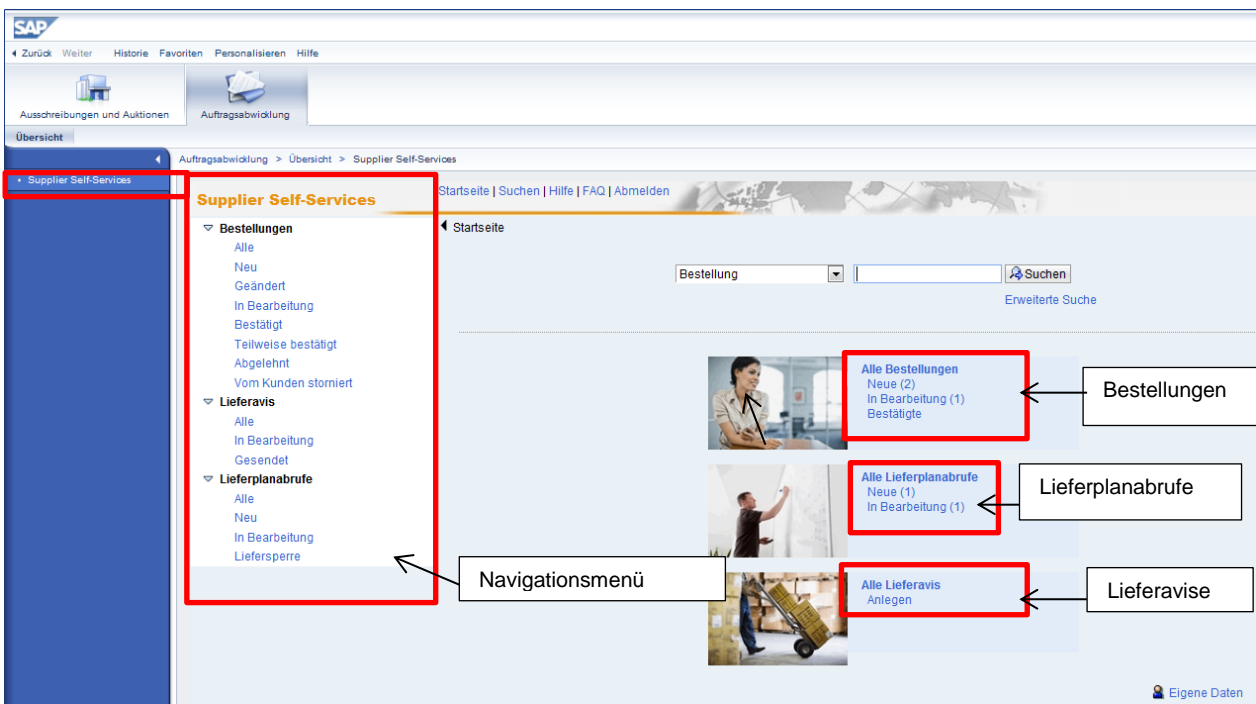 SAP
Zurück Weiter Historie Favoriten Personalisieren Hilfe
Ausschreibungen und Auktionen
Auftragsabwicklung
Übersicht
Auftragsabwicklung > Übersicht > Supplier Self-Services
• Supplier Self-Services
Supplier Self-Services
Startseite | Suchen | Hilfe | FAQ | Abmelden
Startseite
Bestellungen
Alle
Neu
Geändert
In Bearbeitung
Bestätigt
Teilweise bestätigt
Abgelehnt
Vom Kunden storniert
Lieferavis
Alle
In Bearbeitung
Gesendet
Lieferplanabrufe
Alle
Neu
In Bearbeitung
Liefersperre
Navigationsmenü
Bestellung
Suchen
Erweiterte Suche
Alle Bestellungen
Neue (2)
In Bearbeitung (1)
Bestätigte
Bestellungen
Alle Lieferplanabrufe
Neue (1)
In Bearbeitung (1)
Lieferplanabrufe
Alle Lieferavis
Anlegen
Lieferavise
Eigene Daten